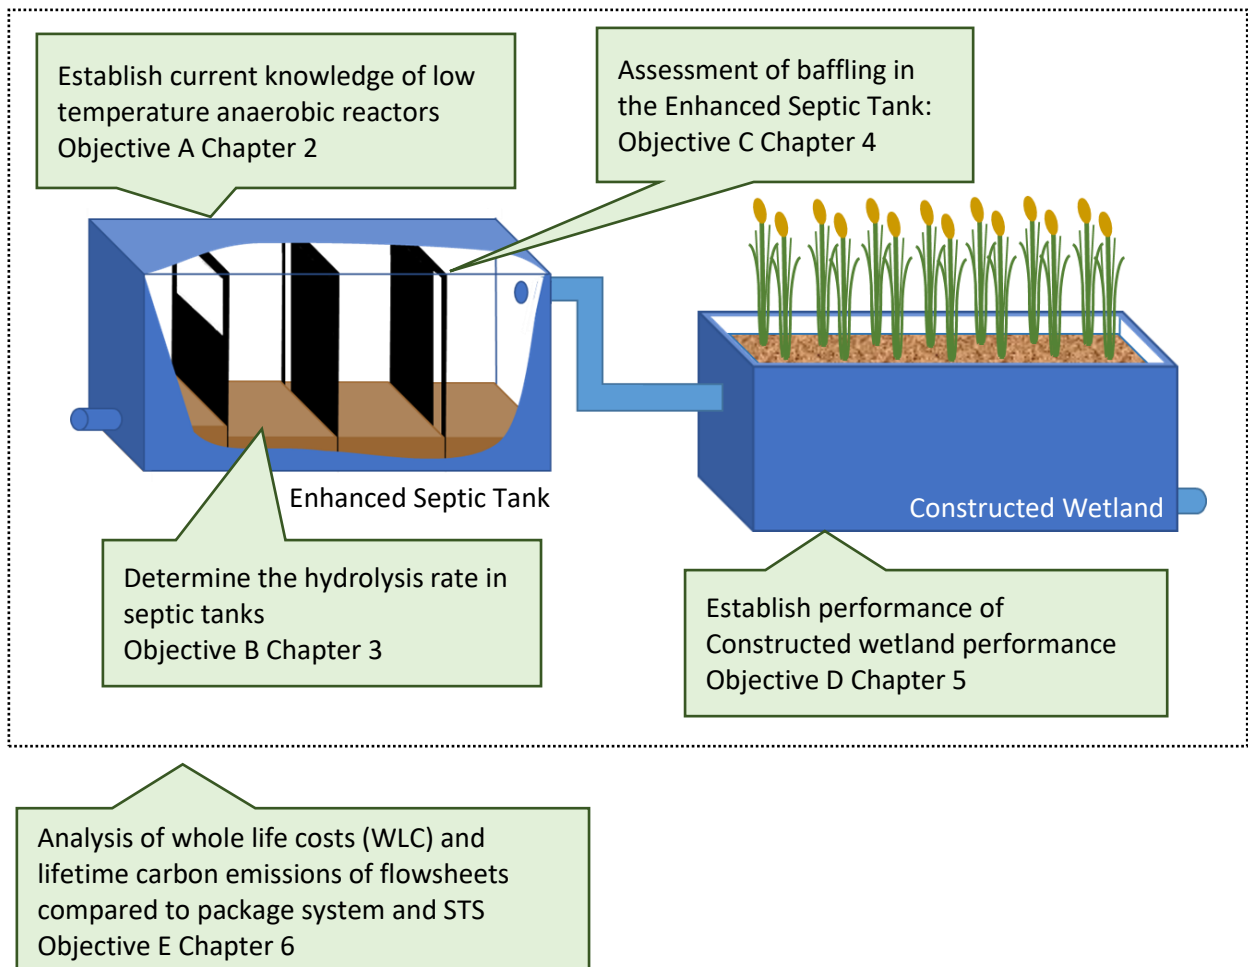 Establish current knowledge of low
temperature anaerobic reactors
Objective A Chapter 2
Assessment of baffling in
the Enhanced Septic Tank:
Objective C Chapter 4
Enhanced Septic Tank
Constructed Wetland
Determine the hydrolysis rate in
septic tanks
Objective B Chapter 3
Establish performance of
Constructed wetland performance
Objective D Chapter 5
Analysis of whole life costs (WLC) and
lifetime carbon emissions of flowsheets
compared to package system and STS
Objective E Chapter 6